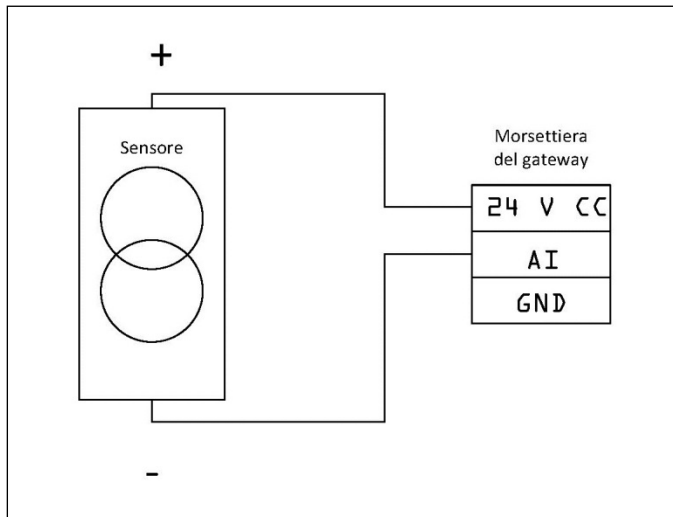 +
Sensore
Morsettiera
del gateway
24 V CC
AI
GND
-